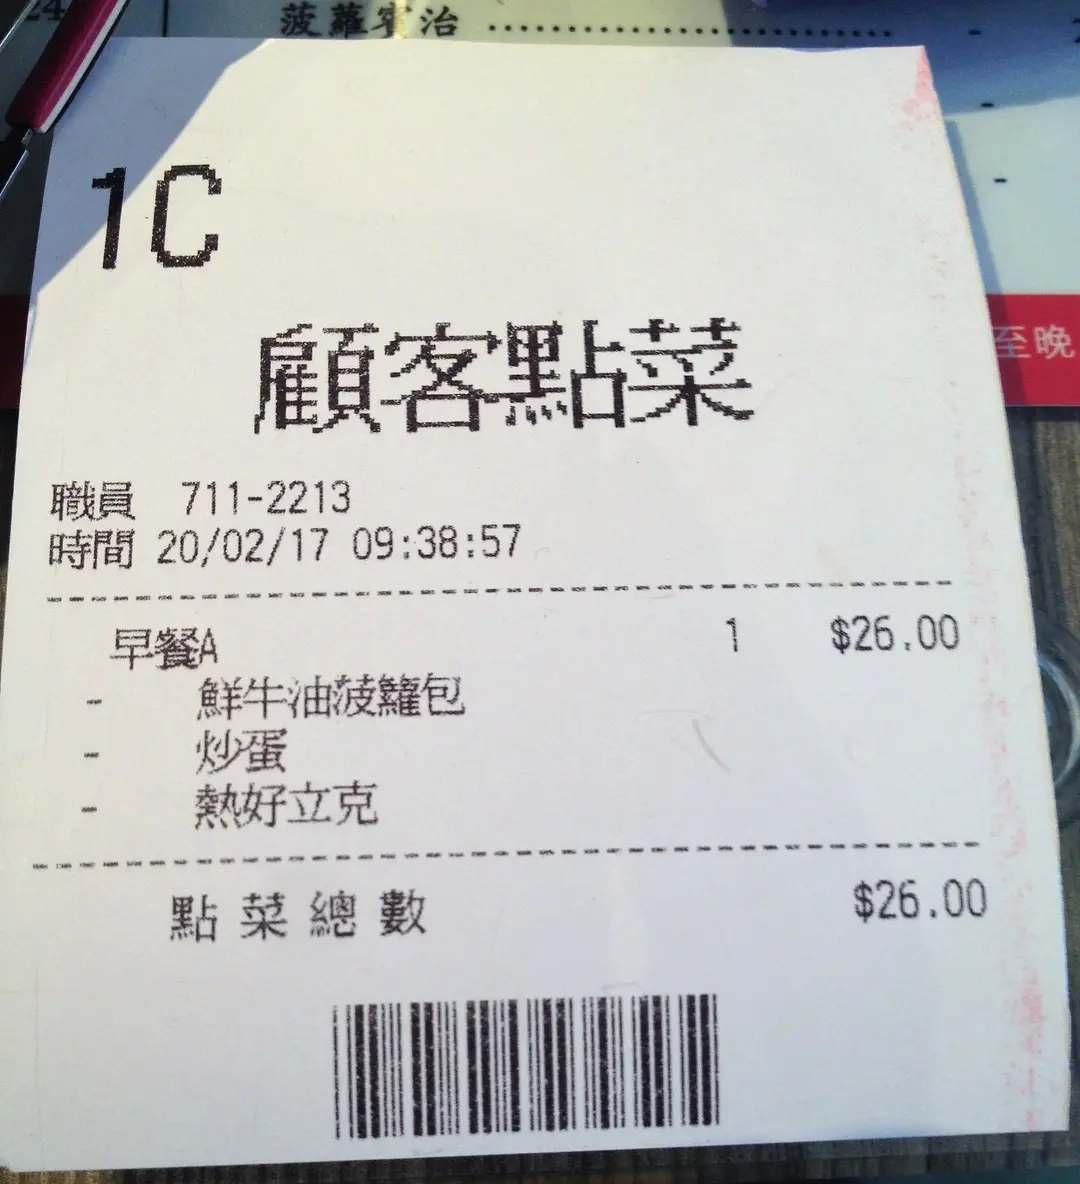 24
菠蘿賓治 ........................................ -
1C
顧客點菜
至晚
職員 711-2213
時間 20/02/17 09:38:57
早餐A 1 $26.00
- 鮮牛油菠蘿包
- 炒蛋
- 熱好立克
點菜總數 $26.00